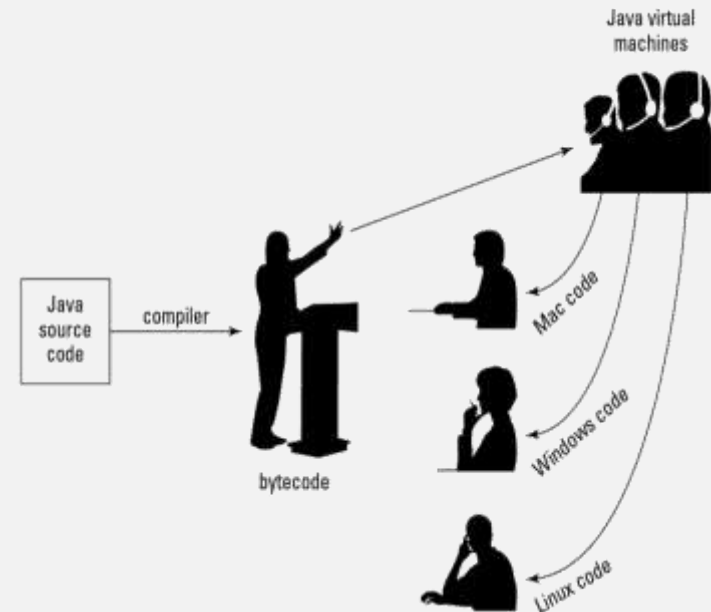 Java virtual
machines
Java
source
code
compiler
bytecode
Mac code
Windows code
Linux code